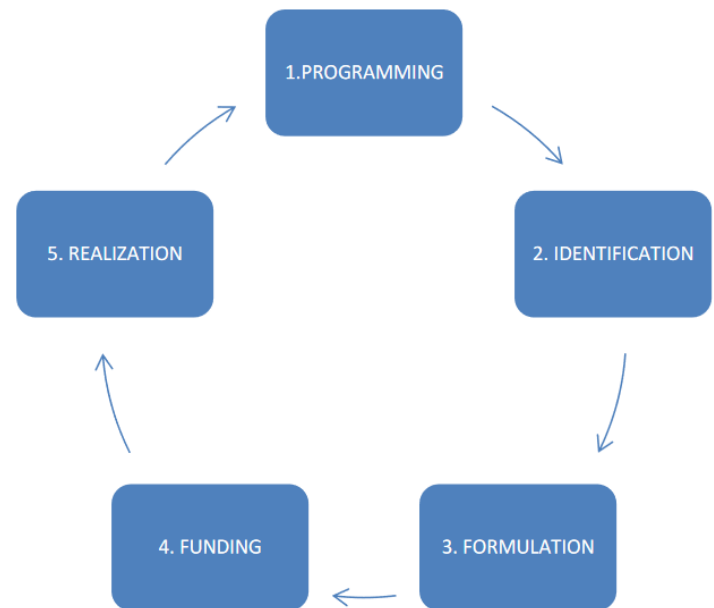 1.PROGRAMMING
2. IDENTIFICATION
3. FORMULATION
4. FUNDING
5. REALIZATION